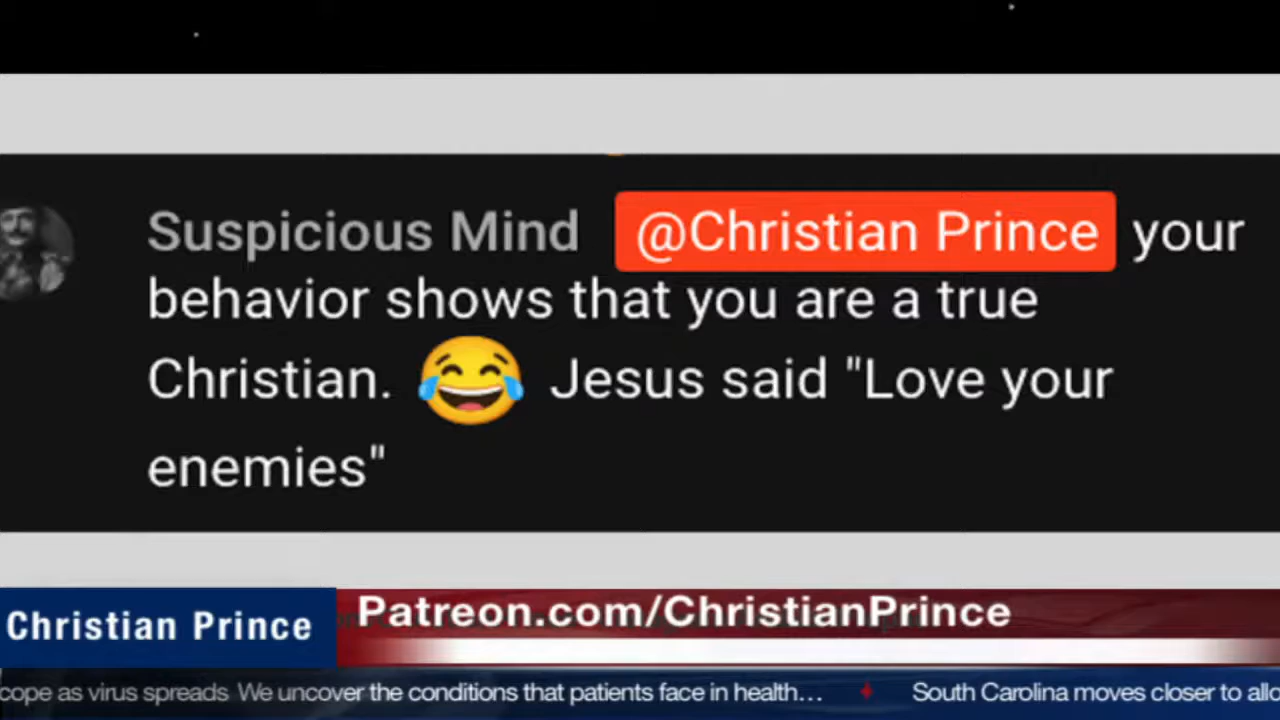 Suspicious Mind @Christian Prince your
behavior shows that you are a true
Christian. 😂 Jesus said "Love your
enemies"
Christian Prince
Patreon.com/ChristianPrince
cope as virus spreads We uncover the conditions that patients face in health… South Carolina moves closer to allo